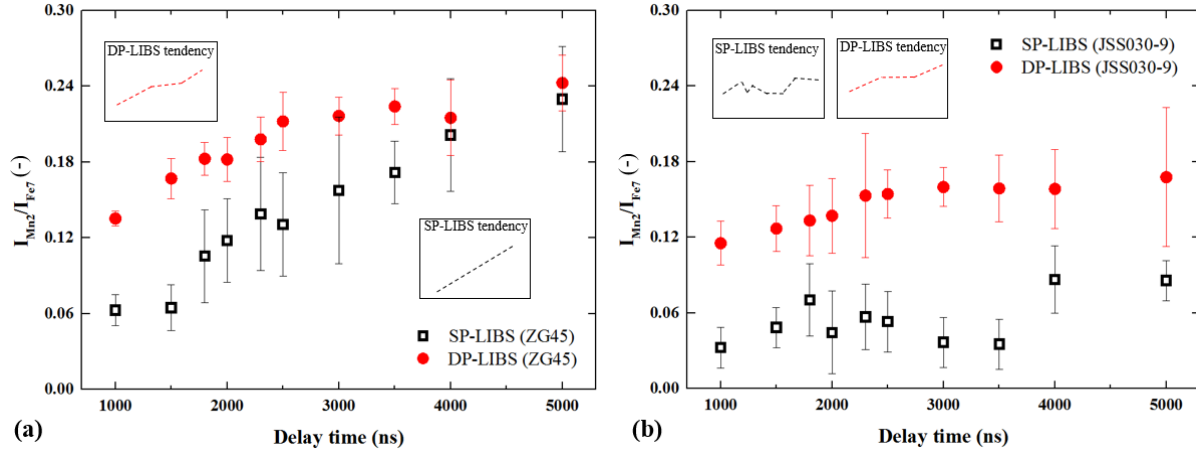 0.30
0.24
0.18
0.12
0.06
0.00
I_Mn2/I_Fe7 (-)
DP-LIBS tendency
SP-LIBS tendency
SP-LIBS (ZG45)
DP-LIBS (ZG45)
1000 2000 3000 4000 5000
Delay time (ns)
(a)
0.30
0.24
0.18
0.12
0.06
0.00
I_Mn2/I_Fe7 (-)
SP-LIBS tendency
DP-LIBS tendency
SP-LIBS (JSS030-9)
DP-LIBS (JSS030-9)
1000 2000 3000 4000 5000
Delay time (ns)
(b)